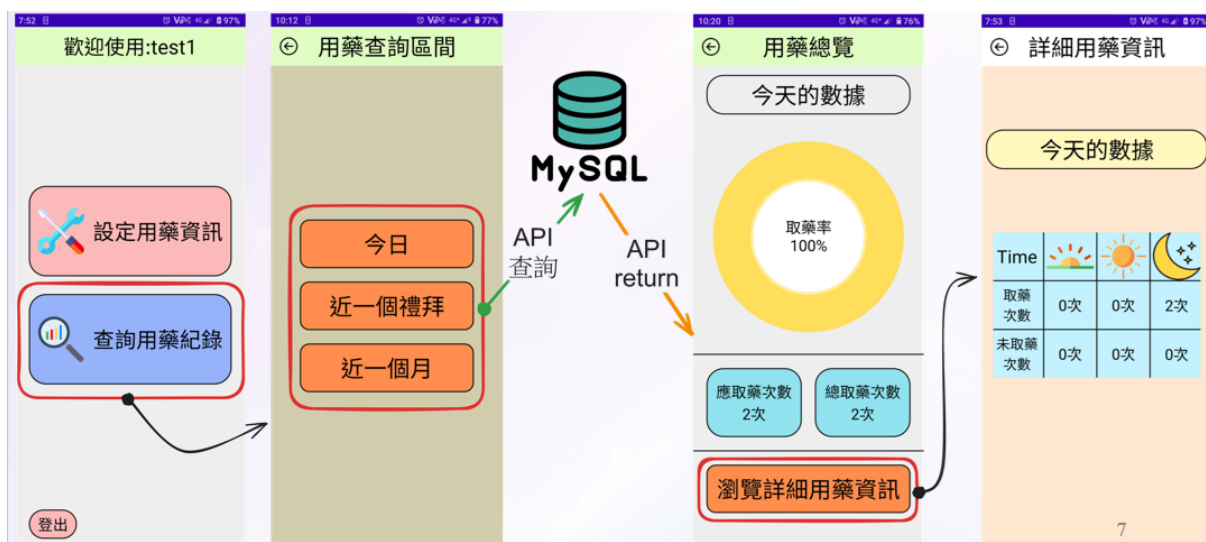 7:52 4G 97%
歡迎使用:test1
設定用藥資訊
查詢用藥紀錄
登出
10:12 4G+ 77%
用藥查詢區間
今日
近一個禮拜
近一個月
MySQL
API
查詢
API
return
10:20 4G+ 76%
用藥總覽
今天的數據
取藥率
100%
應取藥次數
2次
總取藥次數
2次
瀏覽詳細用藥資訊
7:53 4G 97%
詳細用藥資訊
今天的數據
Time
取藥
次數
0次 0次 2次
未取藥
次數
0次 0次 0次
7